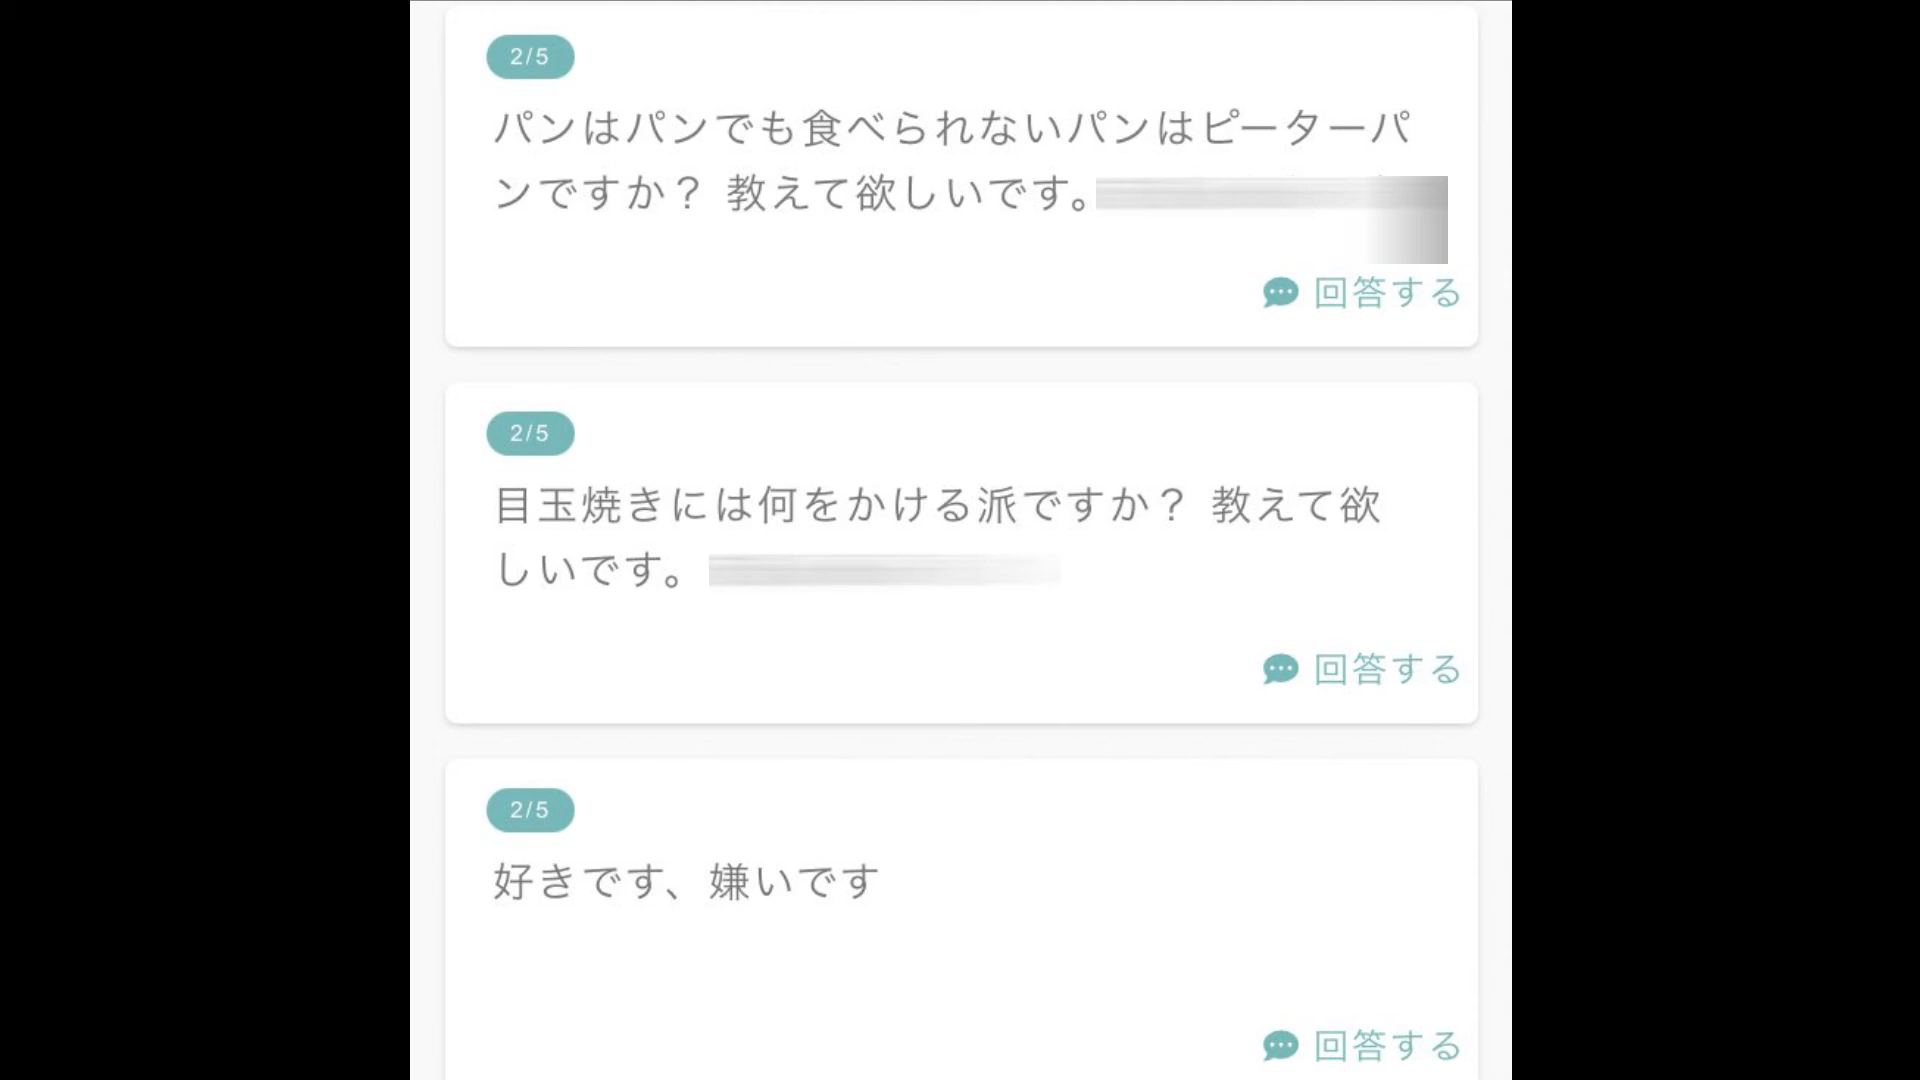 2/5
パンはパンでも食べられないパンはピーターパ
ンですか？ 教えて欲しいです。
回答する
2/5
目玉焼きには何をかける派ですか？ 教えて欲
しいです。
回答する
2/5
好きです、嫌いです
回答する